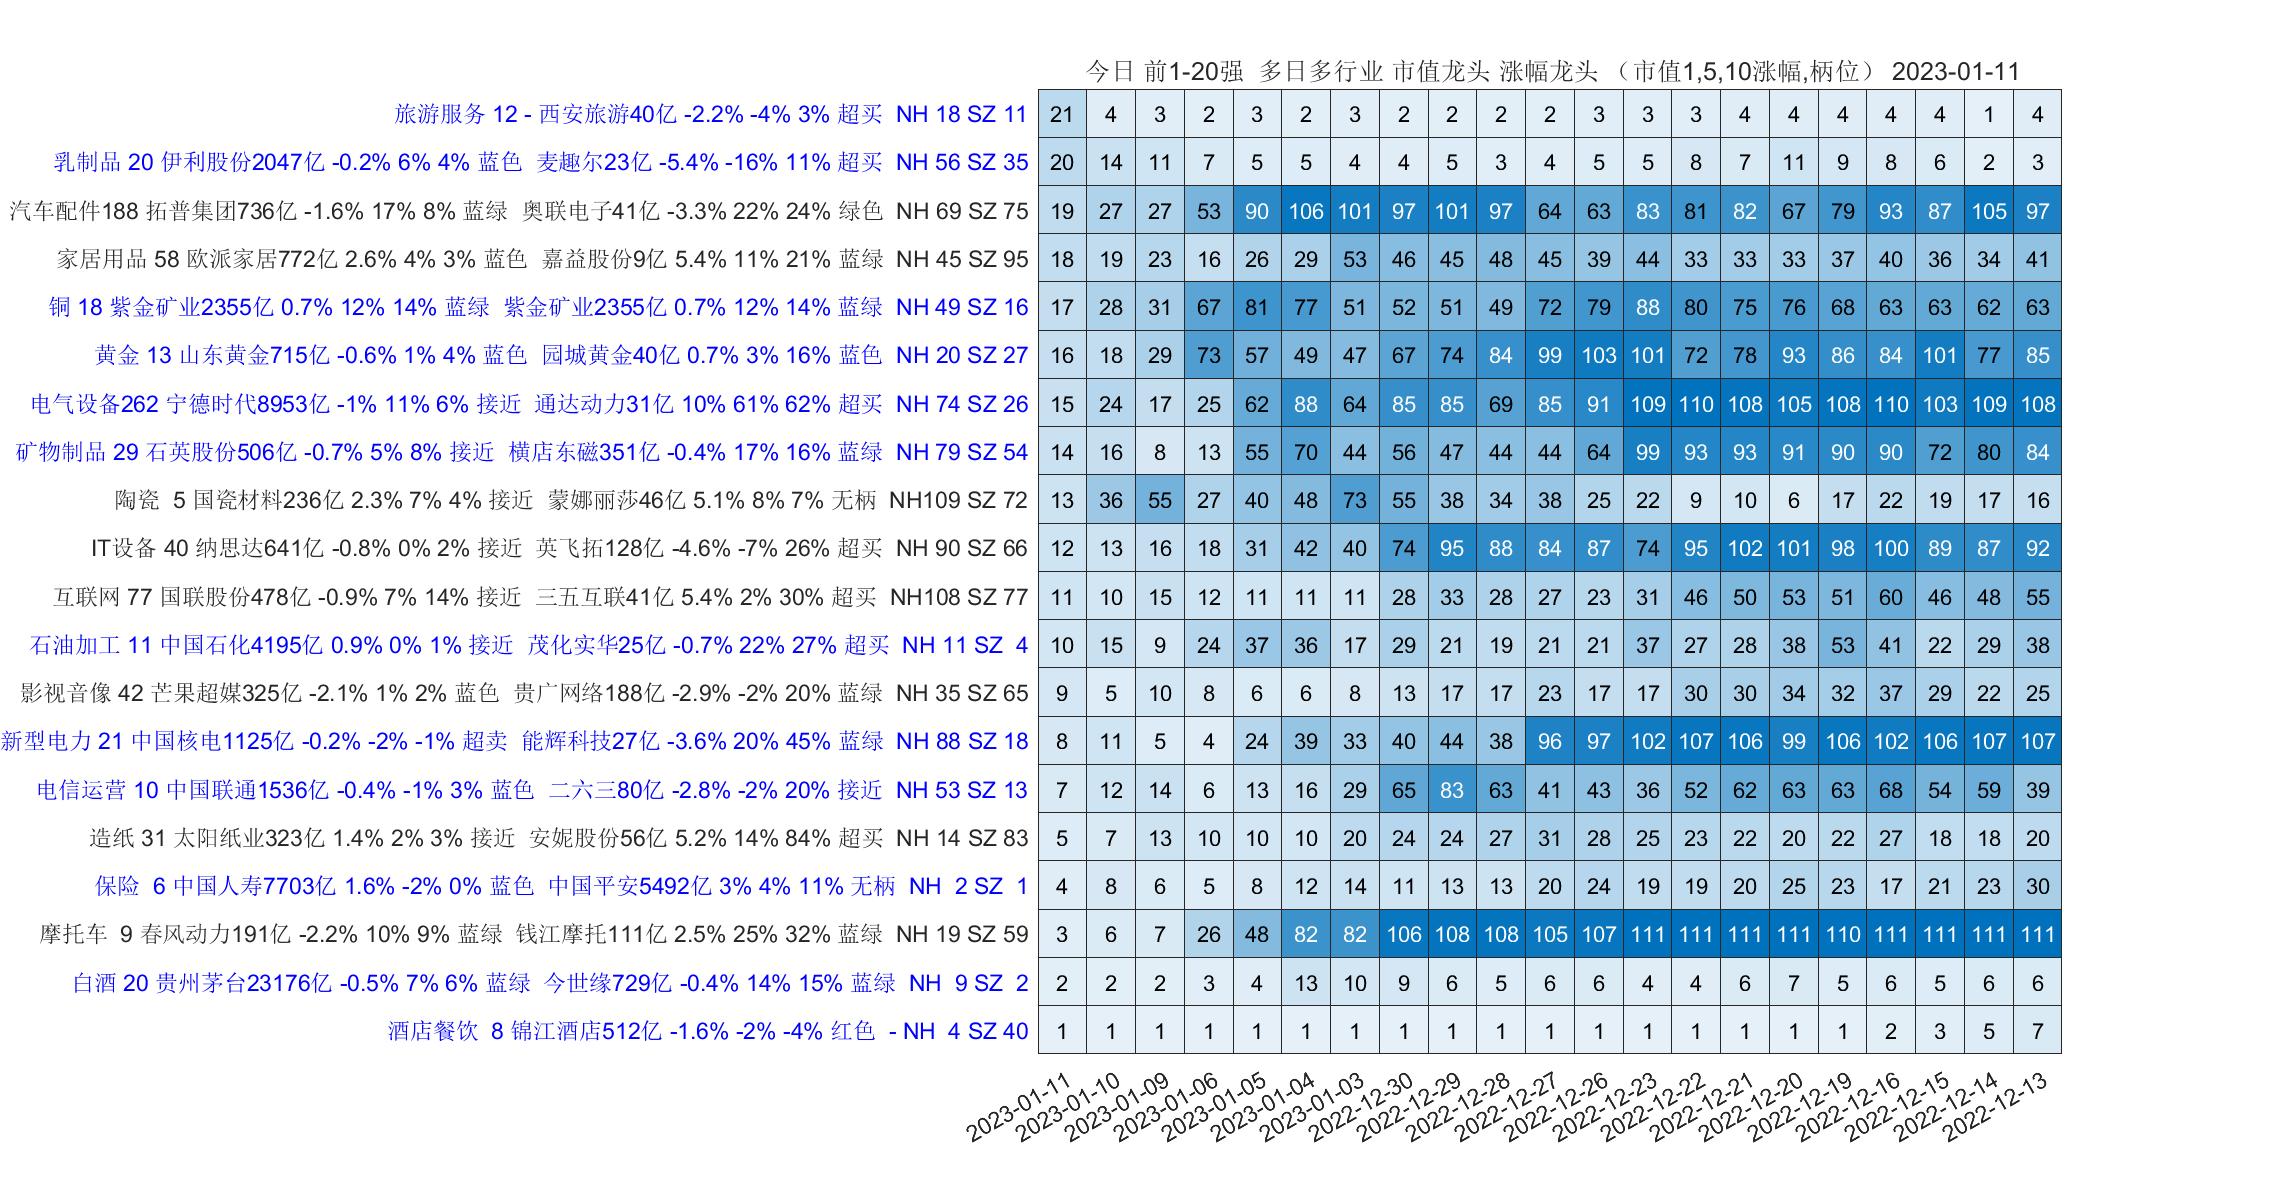 今日 前1-20强 多日多行业 市值龙头 涨幅龙头 （市值1,5,10涨幅,柄位） 2023-01-11
旅游服务 12 - 西安旅游40亿 -2.2% -4% 3% 超买 NH 18 SZ 11 21 4 3 2 3 2 3 2 2 2 2 3 3 3 4 4 4 4 4 1 4
乳制品 20 伊利股份2047亿 -0.2% 6% 4% 蓝色 麦趣尔23亿 -5.4% -16% 11% 超买 NH 56 SZ 35 20 14 11 7 5 5 4 4 5 3 4 5 5 8 7 11 9 8 6 2 3
汽车配件188 拓普集团736亿 -1.6% 17% 8% 蓝绿 奥联电子41亿 -3.3% 22% 24% 绿色 NH 69 SZ 75 19 27 27 53 90 106 101 97 101 97 64 63 83 81 82 67 79 93 87 105 97
家居用品 58 欧派家居772亿 2.6% 4% 3% 蓝色 嘉益股份9亿 5.4% 11% 21% 蓝绿 NH 45 SZ 95 18 19 23 16 26 29 53 46 45 48 45 39 44 33 33 33 37 40 36 34 41
铜 18 紫金矿业2355亿 0.7% 12% 14% 蓝绿 紫金矿业2355亿 0.7% 12% 14% 蓝绿 NH 49 SZ 16 17 28 31 67 81 77 51 52 51 49 72 79 88 80 75 76 68 63 63 62 63
黄金 13 山东黄金715亿 -0.6% 1% 4% 蓝色 园城黄金40亿 0.7% 3% 16% 蓝色 NH 20 SZ 27 16 18 29 73 57 49 47 67 74 84 99 103 101 72 78 93 86 84 101 77 85
电气设备262 宁德时代8953亿 -1% 11% 6% 接近 通达动力31亿 10% 61% 62% 超买 NH 74 SZ 26 15 24 17 25 62 88 64 85 85 69 85 91 109 110 108 105 108 110 103 109 108
矿物制品 29 石英股份506亿 -0.7% 5% 8% 接近 横店东磁351亿 -0.4% 17% 16% 蓝绿 NH 79 SZ 54 14 16 8 13 55 70 44 56 47 44 44 64 99 93 93 91 90 90 72 80 84
陶瓷 5 国瓷材料236亿 2.3% 7% 4% 接近 蒙娜丽莎46亿 5.1% 8% 7% 无柄 NH109 SZ 72 13 36 55 27 40 48 73 55 38 34 38 25 22 9 10 6 17 22 19 17 16
IT设备 40 纳思达641亿 -0.8% 0% 2% 接近 英飞拓128亿 -4.6% -7% 26% 超买 NH 90 SZ 66 12 13 16 18 31 42 40 74 95 88 84 87 74 95 102 101 98 100 89 87 92
互联网 77 国联股份478亿 -0.9% 7% 14% 接近 三五互联41亿 5.4% 2% 30% 超买 NH108 SZ 77 11 10 15 12 11 11 11 28 33 28 27 23 31 46 50 53 51 60 46 48 55
石油加工 11 中国石化4195亿 0.9% 0% 1% 接近 茂化实华25亿 -0.7% 22% 27% 超买 NH 11 SZ 4 10 15 9 24 37 36 17 29 21 19 21 21 37 27 28 38 53 41 22 29 38
影视音像 42 芒果超媒325亿 -2.1% 1% 2% 蓝色 贵广网络188亿 -2.9% -2% 20% 蓝绿 NH 35 SZ 65 9 5 10 8 6 6 8 13 17 17 23 17 17 30 30 34 32 37 29 22 25
新型电力 21 中国核电1125亿 -0.2% -2% -1% 超卖 能辉科技27亿 -3.6% 20% 45% 蓝绿 NH 88 SZ 18 8 11 5 4 24 39 33 40 44 38 96 97 102 107 106 99 106 102 106 107 107
电信运营 10 中国联通1536亿 -0.4% -1% 3% 蓝色 二六三80亿 -2.8% -2% 20% 接近 NH 53 SZ 13 7 12 14 6 13 16 29 65 83 63 41 43 36 52 62 63 63 68 54 59 39
造纸 31 太阳纸业323亿 1.4% 2% 3% 接近 安妮股份56亿 5.2% 14% 84% 超买 NH 14 SZ 83 5 7 13 10 10 10 20 24 24 27 31 28 25 23 22 20 22 27 18 18 20
保险 6 中国人寿7703亿 1.6% -2% 0% 蓝色 中国平安5492亿 3% 4% 11% 无柄 NH 2 SZ 1 4 8 6 5 8 12 14 11 13 13 20 24 19 19 20 25 23 17 21 23 30
摩托车 9 春风动力191亿 -2.2% 10% 9% 蓝绿 钱江摩托111亿 2.5% 25% 32% 蓝绿 NH 19 SZ 59 3 6 7 26 48 82 82 106 108 108 105 107 111 111 111 111 110 111 111 111 111
白酒 20 贵州茅台23176亿 -0.5% 7% 6% 蓝绿 今世缘729亿 -0.4% 14% 15% 蓝绿 NH 9 SZ 2 2 2 2 3 4 13 10 9 6 5 6 6 4 4 6 7 5 6 5 6 6
酒店餐饮 8 锦江酒店512亿 -1.6% -2% -4% 红色 - NH 4 SZ 40 1 1 1 1 1 1 1 1 1 1 1 1 1 1 1 1 1 2 3 5 7
2023-01-11 2023-01-10 2023-01-09 2023-01-06 2023-01-05 2023-01-04 2023-01-03 2022-12-30 2022-12-29 2022-12-28 2022-12-27 2022-12-26 2022-12-23 2022-12-22 2022-12-21 2022-12-20 2022-12-19 2022-12-16 2022-12-15 2022-12-14 2022-12-13